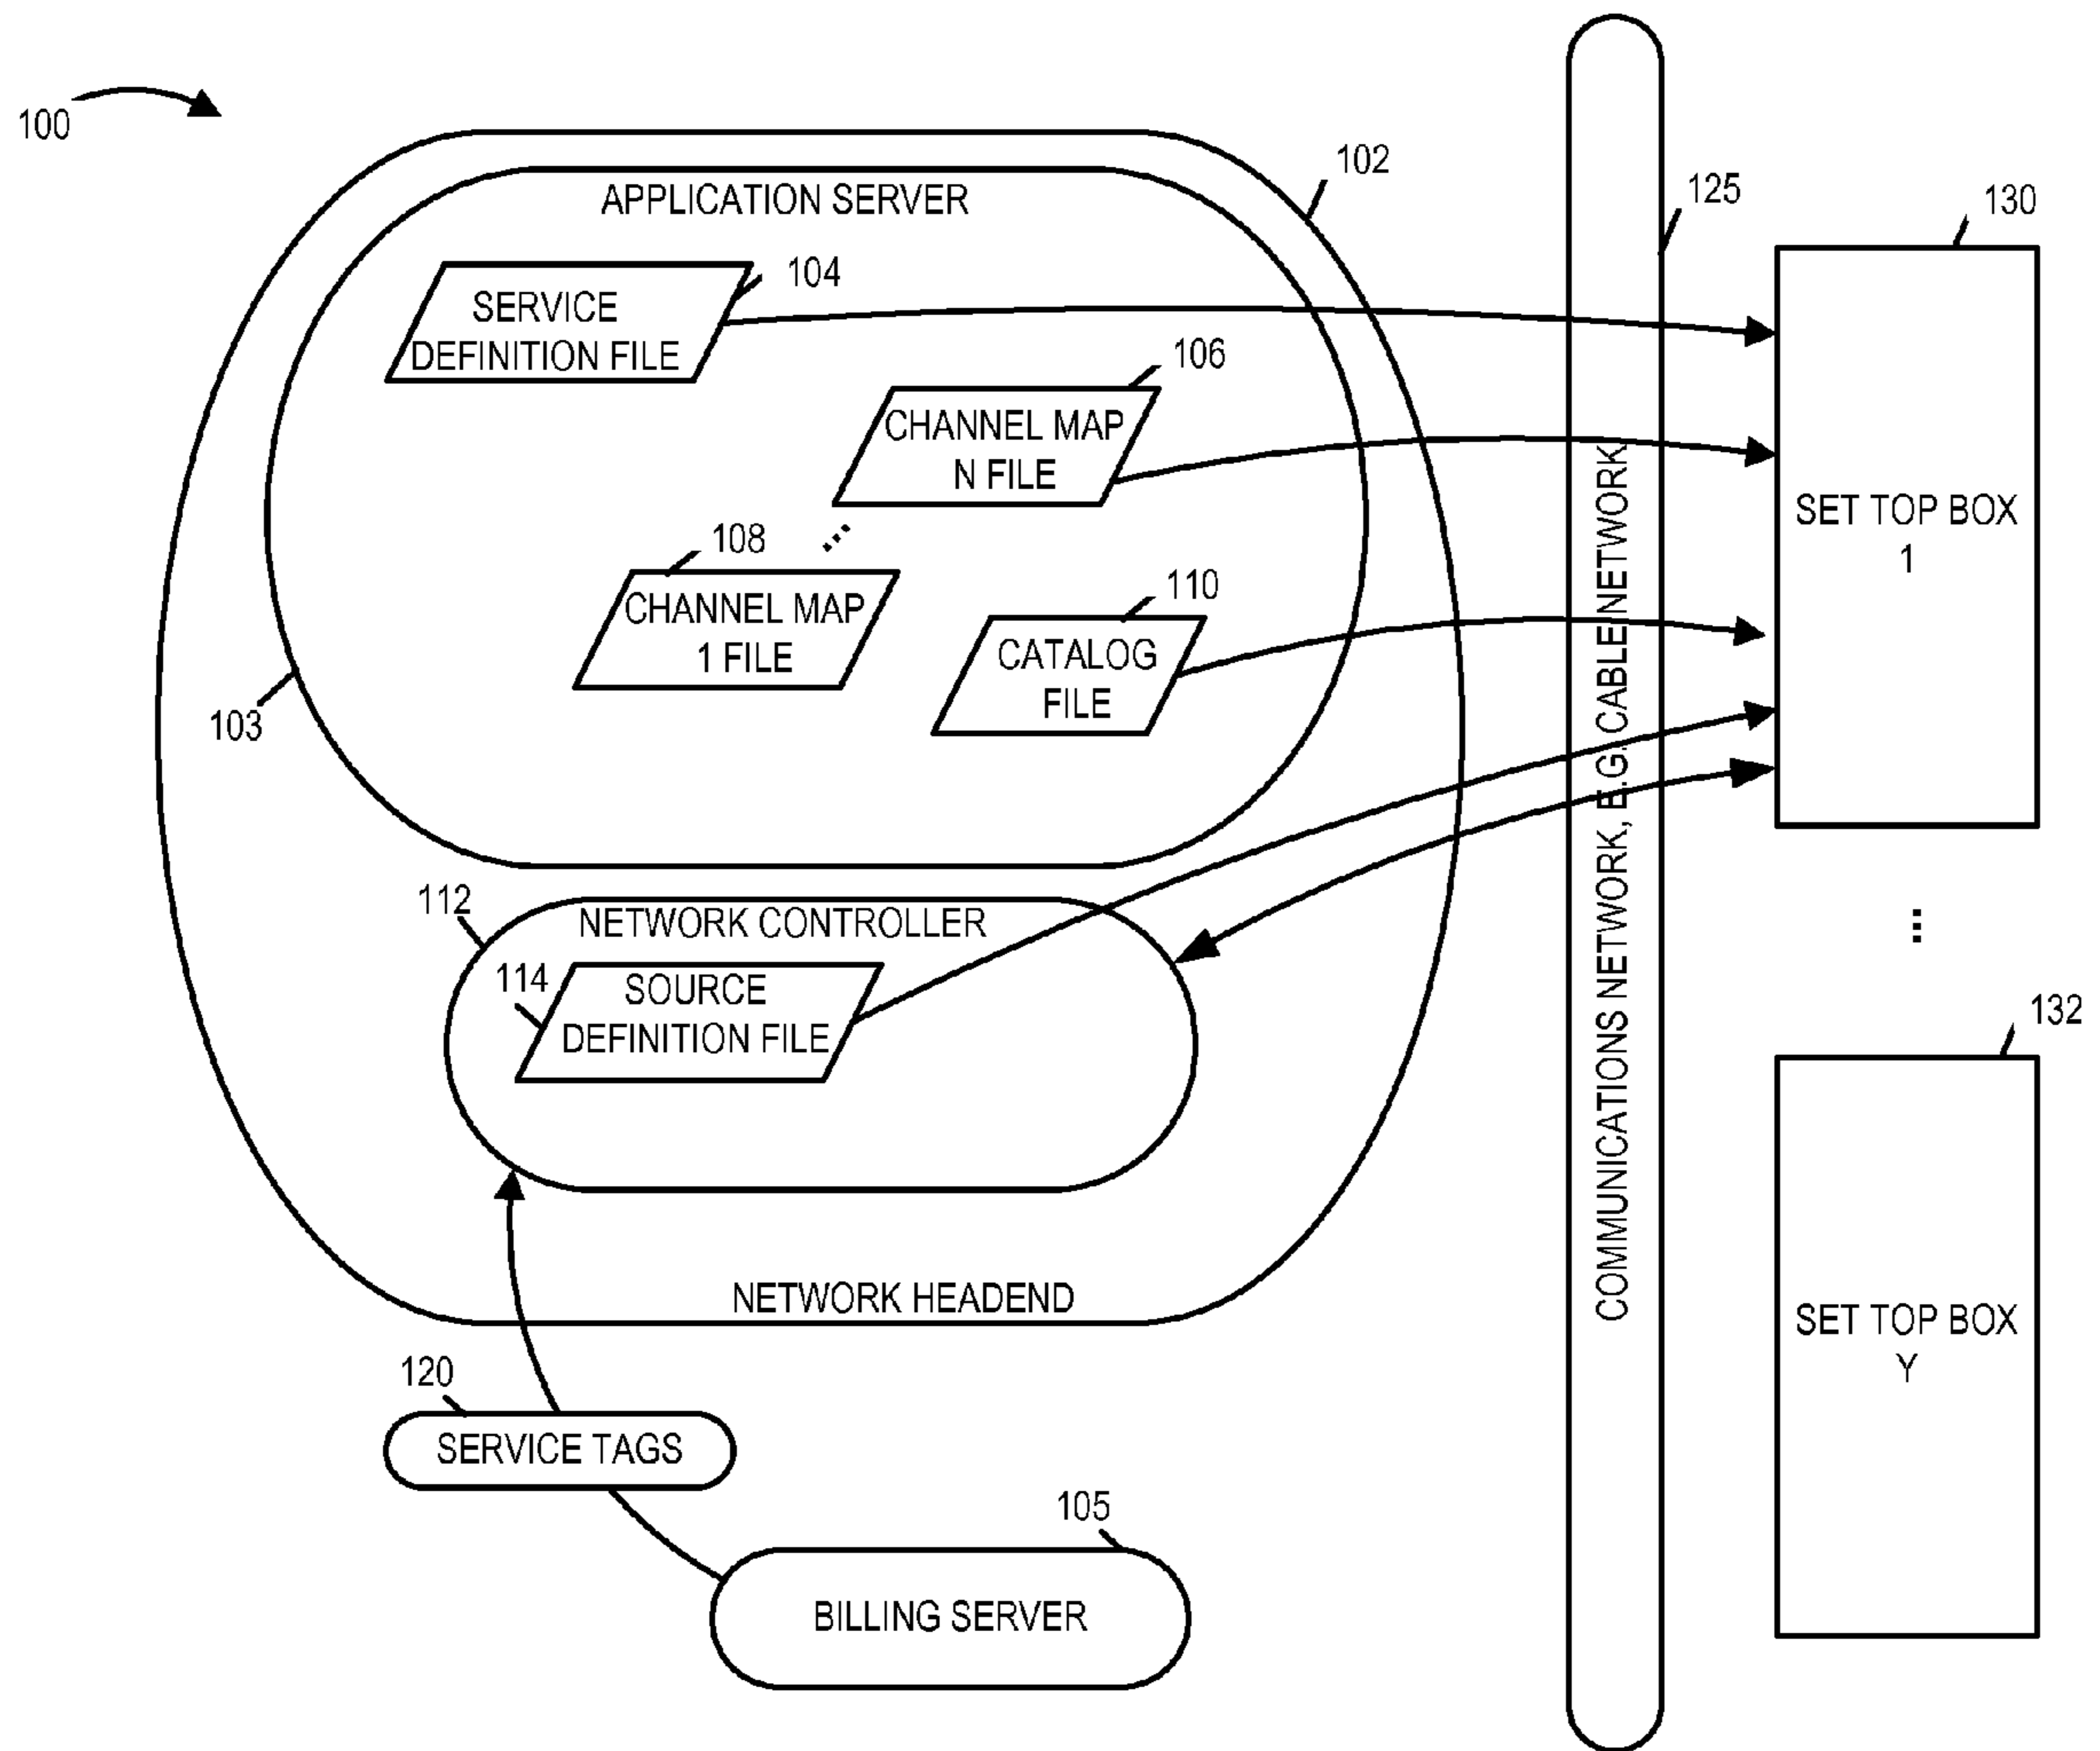 100
102
APPLICATION SERVER
125
130
104
SERVICE
DEFINITION FILE
106
CHANNEL MAP
N FILE
SET TOP BOX
1
108
CHANNEL MAP
1 FILE
110
CATALOG
FILE
103
COMMUNICATIONS NETWORK, E.G. CABLE NETWORK
112
NETWORK CONTROLLER
114
SOURCE
DEFINITION FILE
...
132
NETWORK HEADEND
SET TOP BOX
Y
120
SERVICE TAGS
105
BILLING SERVER